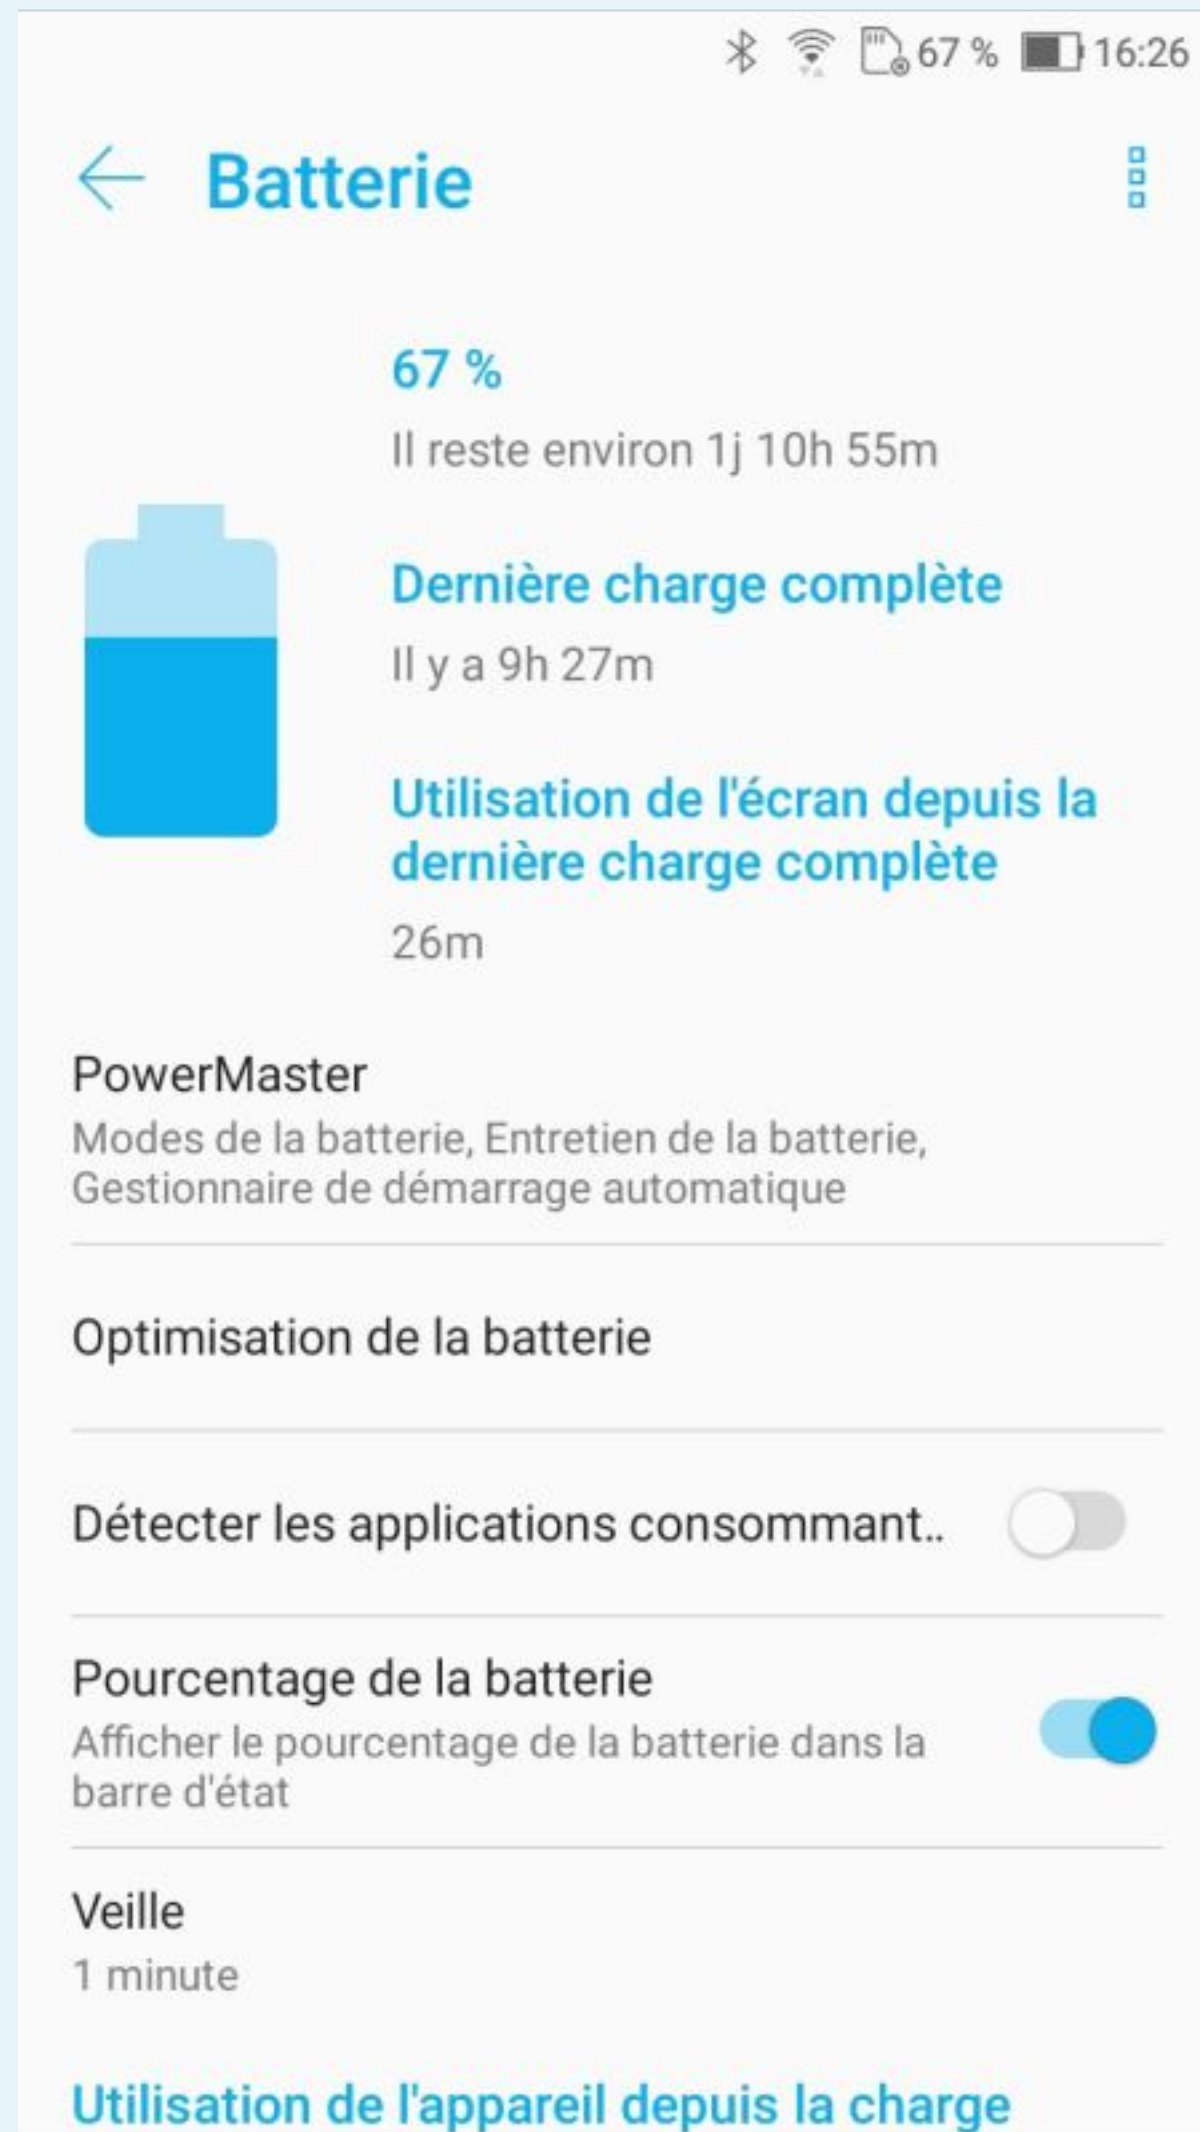 67 % 16:26
Batterie
67 %
Il reste environ 1j 10h 55m
Dernière charge complète
Il y a 9h 27m
Utilisation de l'écran depuis la
dernière charge complète
26m
PowerMaster
Modes de la batterie, Entretien de la batterie,
Gestionnaire de démarrage automatique
Optimisation de la batterie
Détecter les applications consommant..
Pourcentage de la batterie
Afficher le pourcentage de la batterie dans la
barre d'état
Veille
1 minute
Utilisation de l'appareil depuis la charge